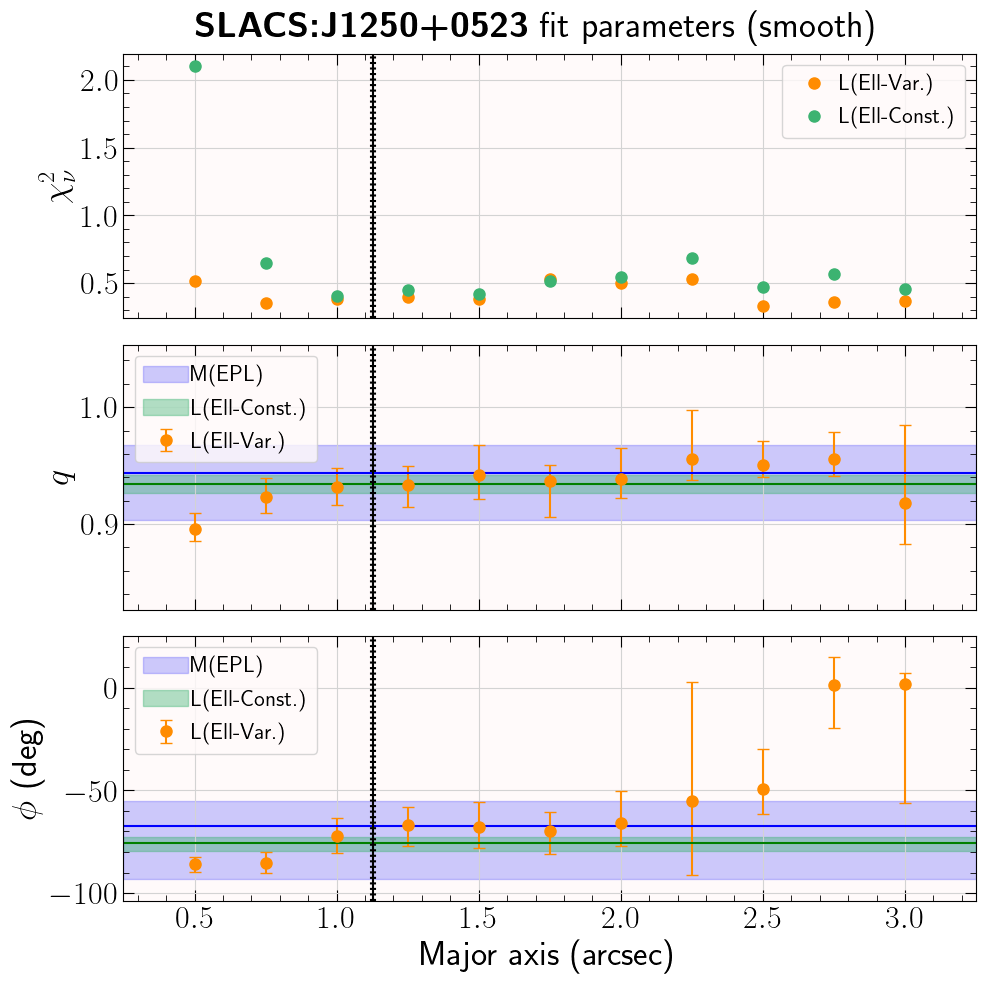 SLACS:J1250+0523 fit parameters (smooth)
2.0
1.5
1.0
0.5
χ²ᵥ
L(Ell-Var.)
L(Ell-Const.)
1.0
0.9
q
M(EPL)
L(Ell-Const.)
L(Ell-Var.)
0
−50
−100
ϕ (deg)
M(EPL)
L(Ell-Const.)
L(Ell-Var.)
0.5 1.0 1.5 2.0 2.5 3.0
Major axis (arcsec)